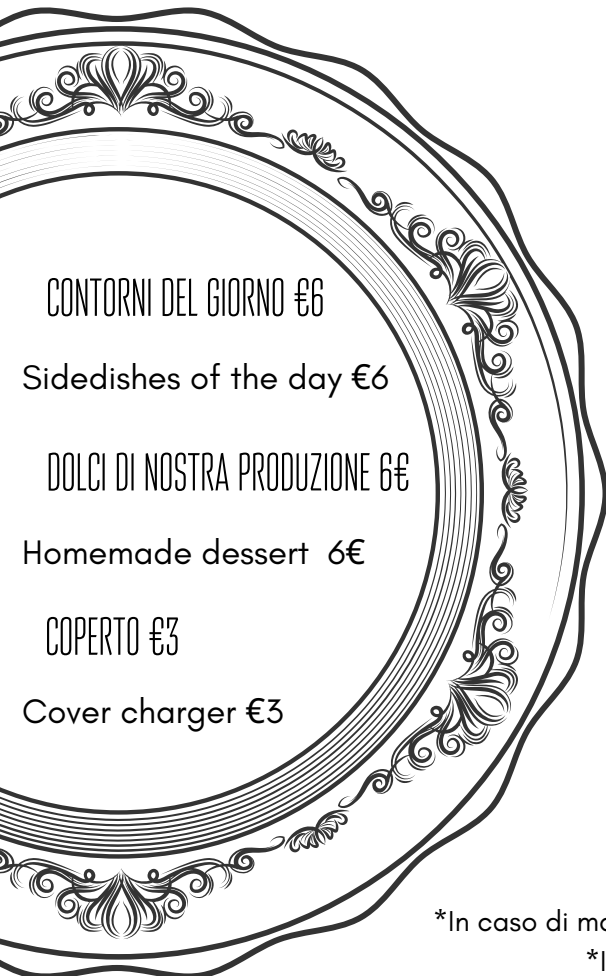 CONTORNI DEL GIORNO €6
Sidedishes of the day €6
DOLCI DI NOSTRA PRODUZIONE 6€
Homemade dessert 6€
COPERTO €3
Cover charger €3
*In caso di